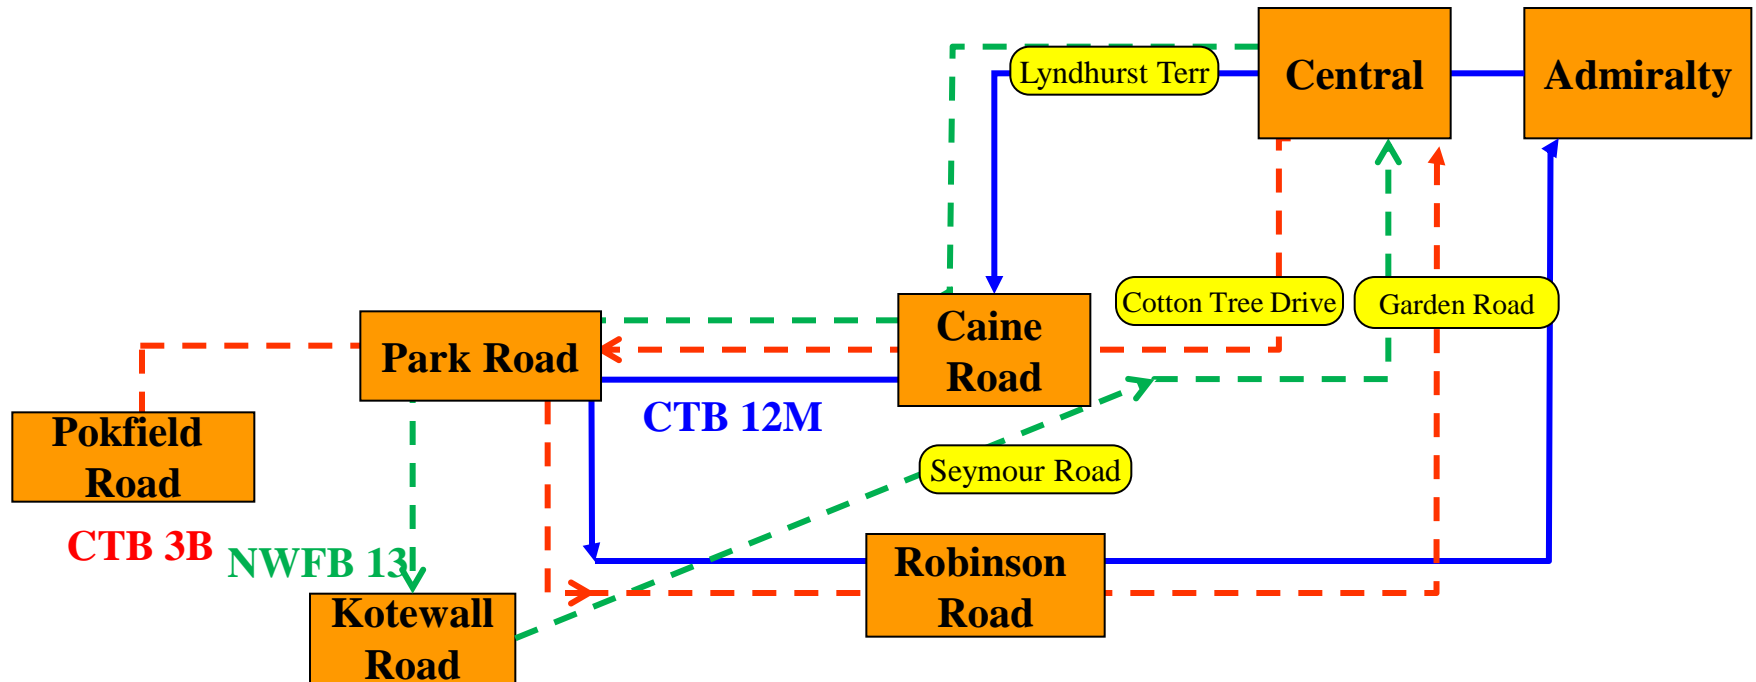 Central
Admiralty
Lyndhurst Terr
Cotton Tree Drive
Garden Road
Caine
Road
Park Road
CTB 12M
Pokfield
Road
Seymour Road
CTB 3B
NWFB 13
Robinson
Road
Kotewall
Road